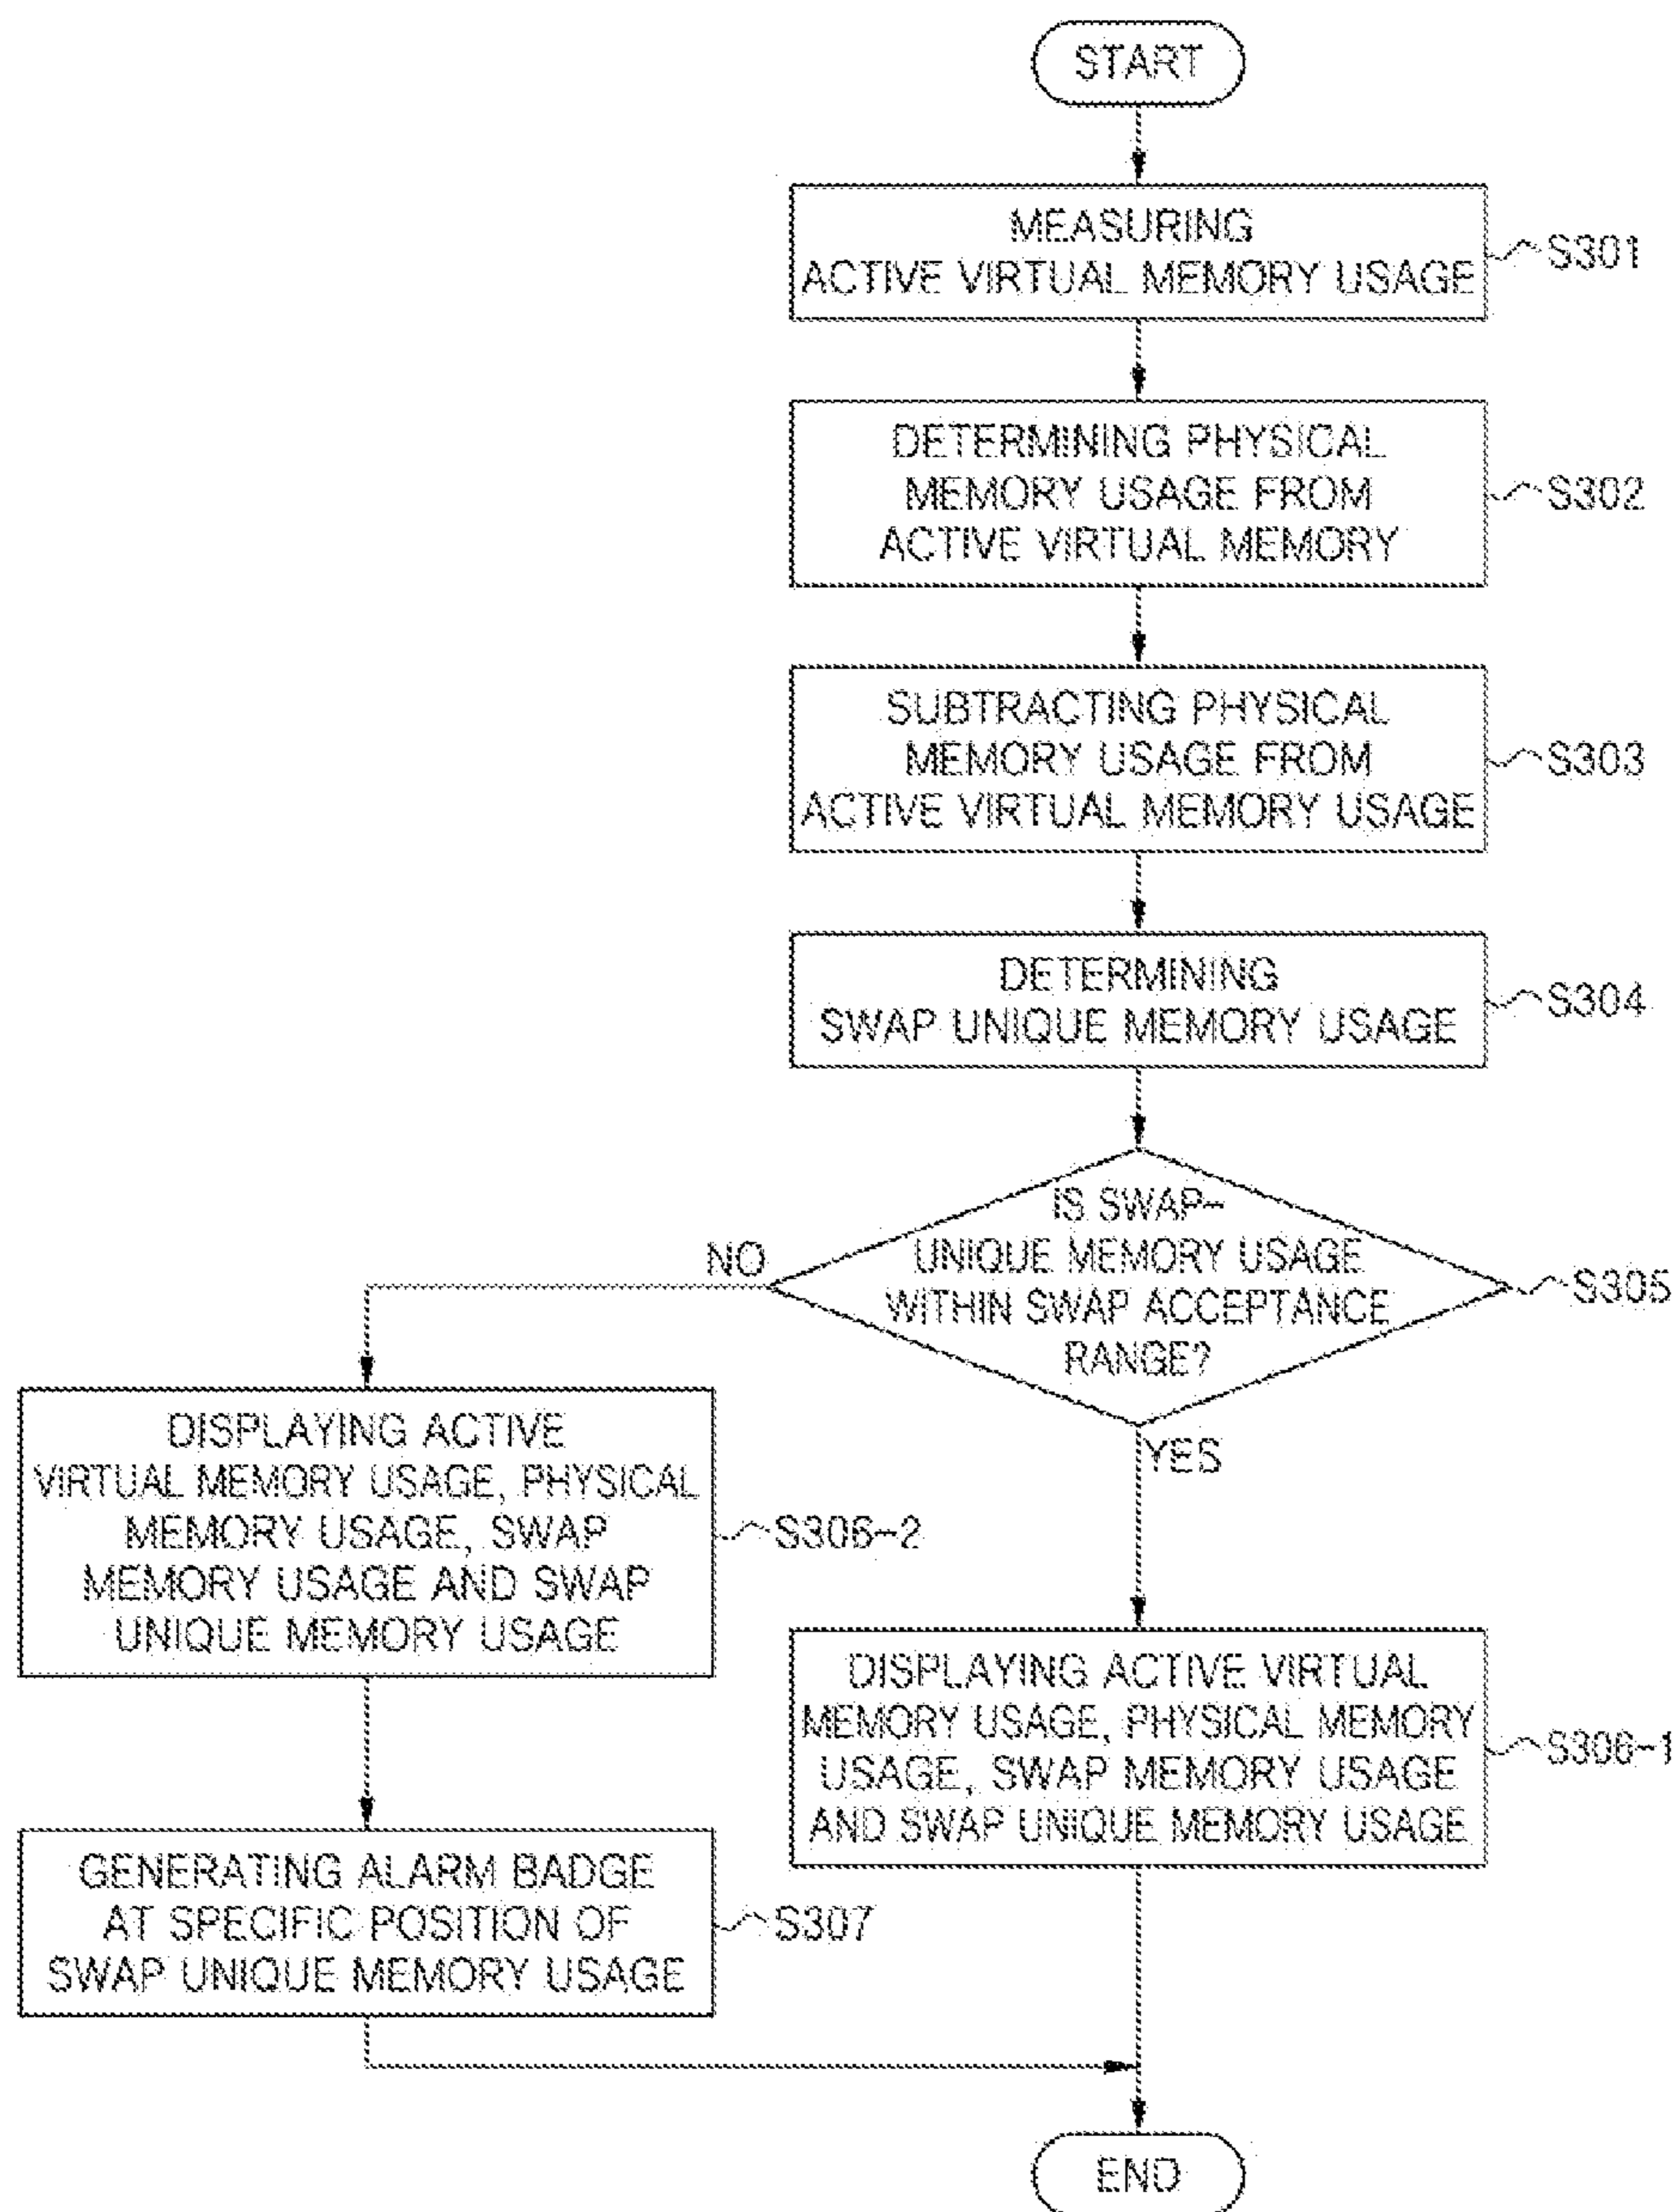 START
MEASURING
ACTIVE VIRTUAL MEMORY USAGE
S301
DETERMINING PHYSICAL
MEMORY USAGE FROM
ACTIVE VIRTUAL MEMORY
S302
SUBTRACTING PHYSICAL
MEMORY USAGE FROM
ACTIVE VIRTUAL MEMORY USAGE
S303
DETERMINING
SWAP UNIQUE MEMORY USAGE
S304
IS SWAP-
UNIQUE MEMORY USAGE
WITHIN SWAP ACCEPTANCE
RANGE?
S305
NO
YES
DISPLAYING ACTIVE
VIRTUAL MEMORY USAGE, PHYSICAL
MEMORY USAGE, SWAP
MEMORY USAGE AND SWAP
UNIQUE MEMORY USAGE
S306-2
DISPLAYING ACTIVE VIRTUAL
MEMORY USAGE, PHYSICAL MEMORY
USAGE, SWAP MEMORY USAGE
AND SWAP UNIQUE MEMORY USAGE
S306-1
GENERATING ALARM BADGE
AT SPECIFIC POSITION OF
SWAP UNIQUE MEMORY USAGE
S307
END